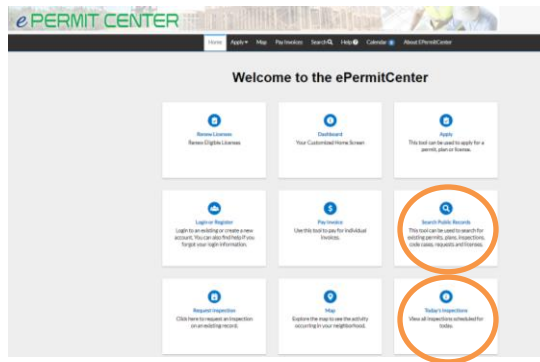 e PERMIT CENTER
Home Apply Map Pay Invoices Search Help Calendar About EPermitCenter
Welcome to the ePermitCenter
Renew Licenses
Renew Eligible Licenses
Dashboard
Your Customized Home Screen
Apply
This tool can be used to apply for a
permit, plan or license.
Login or Register
Login to an existing or create a new
account. You can also find help if you
forgot your login information.
Pay Invoice
Use this tool to pay for individual
invoices.
Search Public Records
This tool can be used to search for
existing permits, plans, inspections,
code cases, requests and licenses.
Request Inspection
Click here to request an inspection
on an existing record.
Map
Explore the map to see the activity
occurring in your neighborhood.
Today's Inspections
View all inspections scheduled for
today.